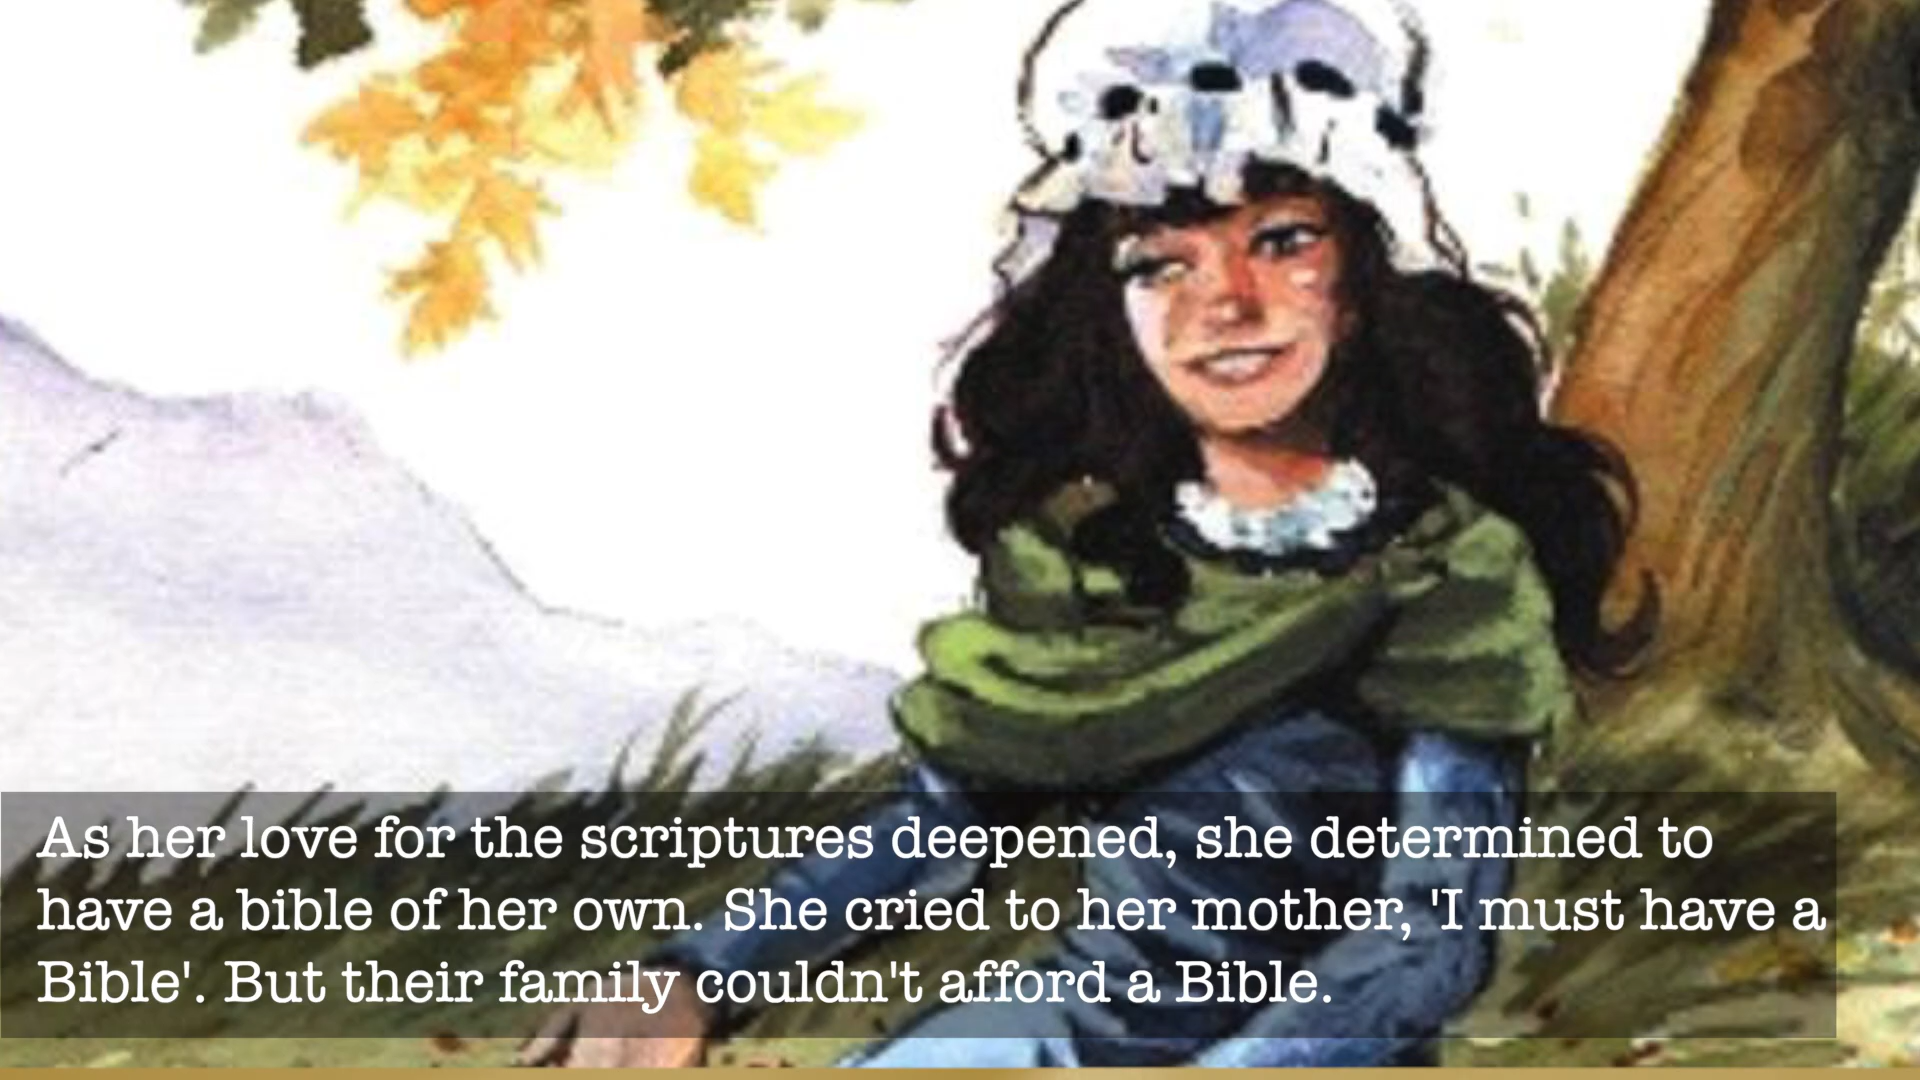 As her love for the scriptures deepened, she determined to
have a bible of her own. She cried to her mother, 'I must have a
Bible'. But their family couldn't afford a Bible.